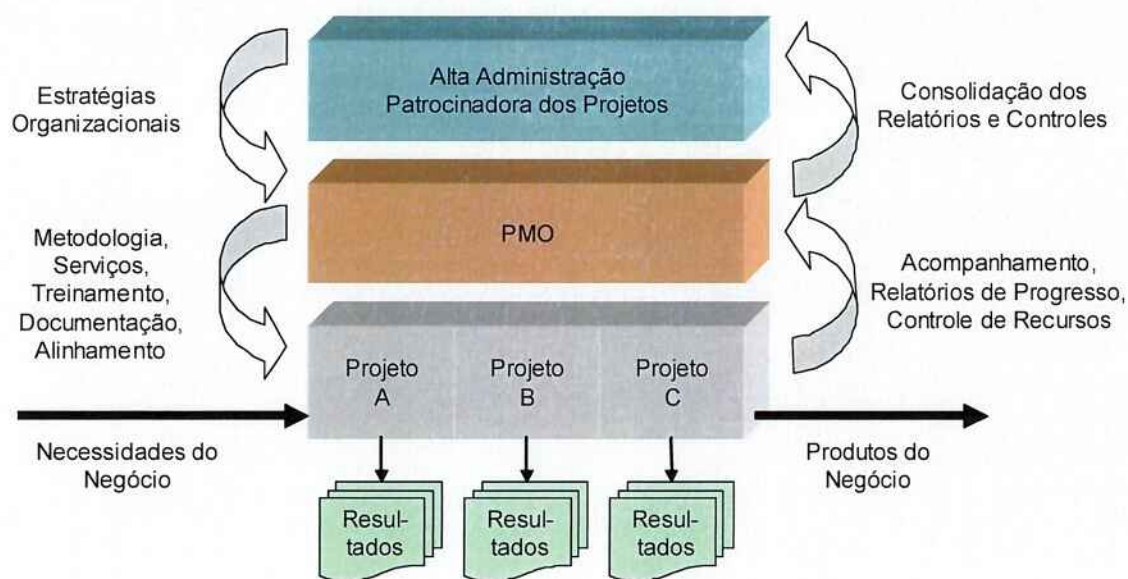 Alta Administração
Patrocinadora dos Projetos
Estratégias
Organizacionais
Consolidação dos
Relatórios e Controles
PMO
Metodologia,
Serviços,
Treinamento,
Documentação,
Alinhamento
Acompanhamento,
Relatórios de Progresso,
Controle de Recursos
Projeto
A
Projeto
B
Projeto
C
Necessidades do
Negócio
Produtos do
Negócio
Resul-
tados
Resul-
tados
Resul-
tados